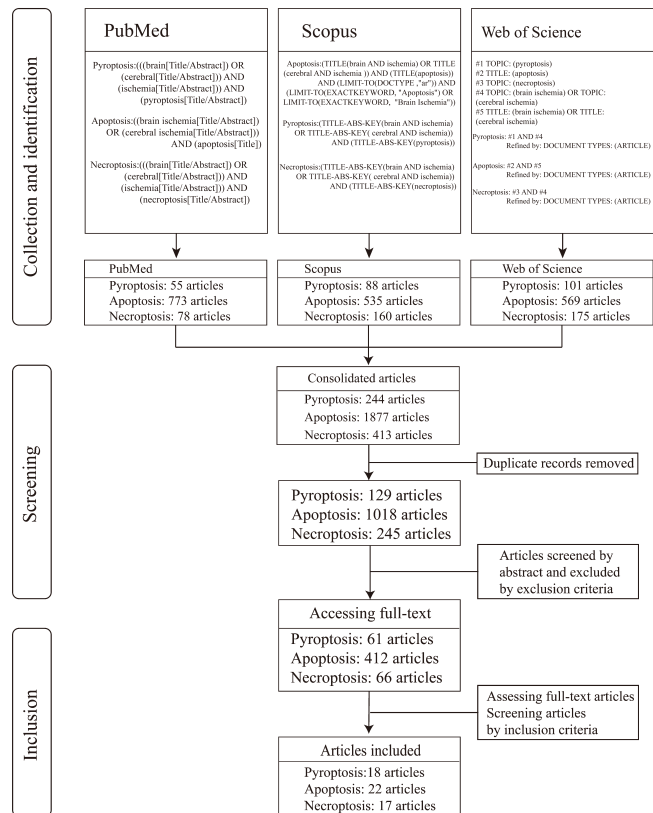 Collection and identification
PubMed
Pyroptosis:(((brain[Title/Abstract]) OR
(cerebral[Title/Abstract])) AND
(ischemia[Title/Abstract])) AND
(pyroptosis[Title/Abstract])
Apoptosis:((brain ischemia[Title/Abstract])
OR (cerebral ischemia[Title/Abstract]))
AND (apoptosis[Title])
Necroptosis:(((brain[Title/Abstract]) OR
(cerebral[Title/Abstract])) AND
(ischemia[Title/Abstract])) AND
(necroptosis[Title/Abstract])
Scopus
Apoptosis:(TITLE(brain AND ischemia) OR TITLE
(cerebral AND ischemia )) AND (TITLE(apoptosis))
AND (LIMIT-TO(DOCTYPE ,"ar")) AND
(LIMIT-TO(EXACTKEYWORD, "Apoptosis") OR
LIMIT-TO(EXACTKEYWORD, "Brain Ischemia"))
Pyroptosis:(TITLE-ABS-KEY(brain AND ischemia)
OR TITLE-ABS-KEY( cerebral AND ischemia))
AND (TITLE-ABS-KEY(pyroptosis))
Necroptosis:(TITLE-ABS-KEY(brain AND ischemia)
OR TITLE-ABS-KEY( cerebral AND ischemia))
AND (TITLE-ABS-KEY(necroptosis))
Web of Science
#1 TOPIC: (pyroptosis)
#2 TITLE: (apoptosis)
#3 TOPIC: (necroptosis)
#4 TOPIC: (brain ischemia) OR TOPIC:
(cerebral ischemia)
#5 TITLE: (brain ischemia) OR TITLE:
(cerebral ischemia)
Pyroptosis: #1 AND #4
Refined by: DOCUMENT TYPES: (ARTICLE)
Apoptosis: #2 AND #5
Refined by: DOCUMENT TYPES: (ARTICLE)
Necroptosis: #3 AND #4
Refined by: DOCUMENT TYPES: (ARTICLE)
PubMed
Pyroptosis: 55 articles
Apoptosis: 773 articles
Necroptosis: 78 articles
Scopus
Pyroptosis: 88 articles
Apoptosis: 535 articles
Necroptosis: 160 articles
Web of Science
Pyroptosis: 101 articles
Apoptosis: 569 articles
Necroptosis: 175 articles
Screening
Consolidated articles
Pyroptosis: 244 articles
Apoptosis: 1877 articles
Necroptosis: 413 articles
Duplicate records removed
Pyroptosis: 129 articles
Apoptosis: 1018 articles
Necroptosis: 245 articles
Articles screened by
abstract and excluded
by exclusion criteria
Inclusion
Accessing full-text
Pyroptosis: 61 articles
Apoptosis: 412 articles
Necroptosis: 66 articles
Assessing full-text articles
Screening articles
by inclusion criteria
Articles included
Pyroptosis:18 articles
Apoptosis: 22 articles
Necroptosis: 17 articles